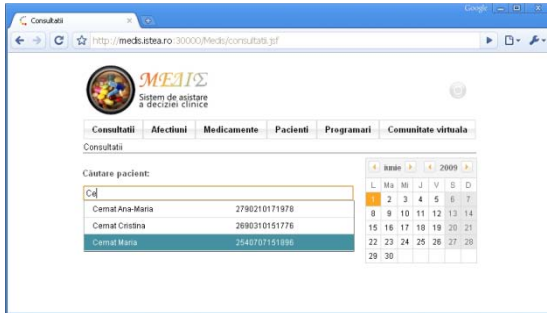 Google
Consultatii
http://medis.istea.ro:30000/Medis/consultatii.jsf
ΜΕΔΙΣ
Sistem de asistare
a deciziei clinice
Consultatii Afectiuni Medicamente Pacienti Programari Comunitate virtuala
Consultatii
Căutare pacient:
Ce
Cernat Ana-Maria 2790210171978
Cernat Cristina 2690310151776
Cernat Maria 2540707151896
iunie 2009
L Ma Mi J V S D
1 2 3 4 5 6 7
8 9 10 11 12 13 14
15 16 17 18 19 20 21
22 23 24 25 26 27 28
29 30